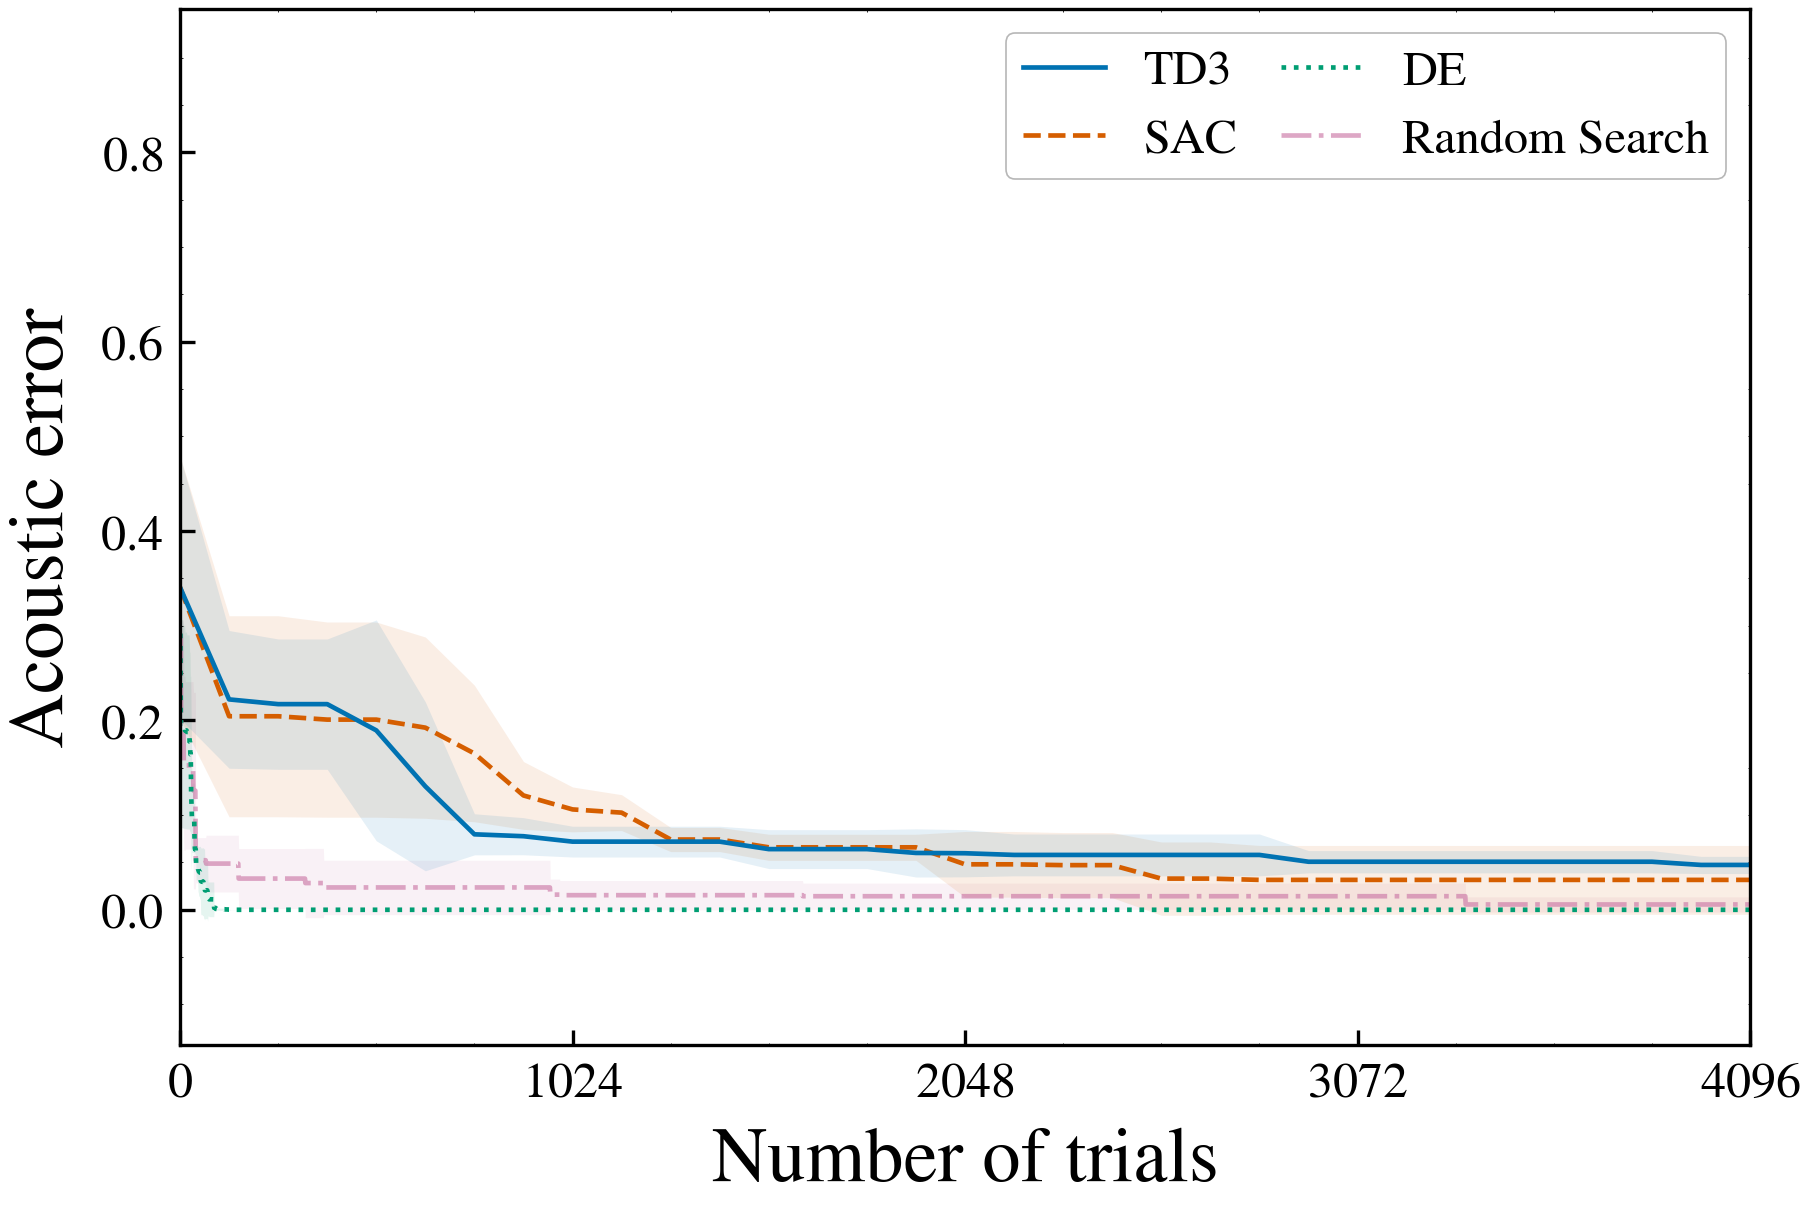 TD3
SAC
DE
Random Search
Acoustic error
0.8
0.6
0.4
0.2
0.0
0
1024
2048
3072
4096
Number of trials